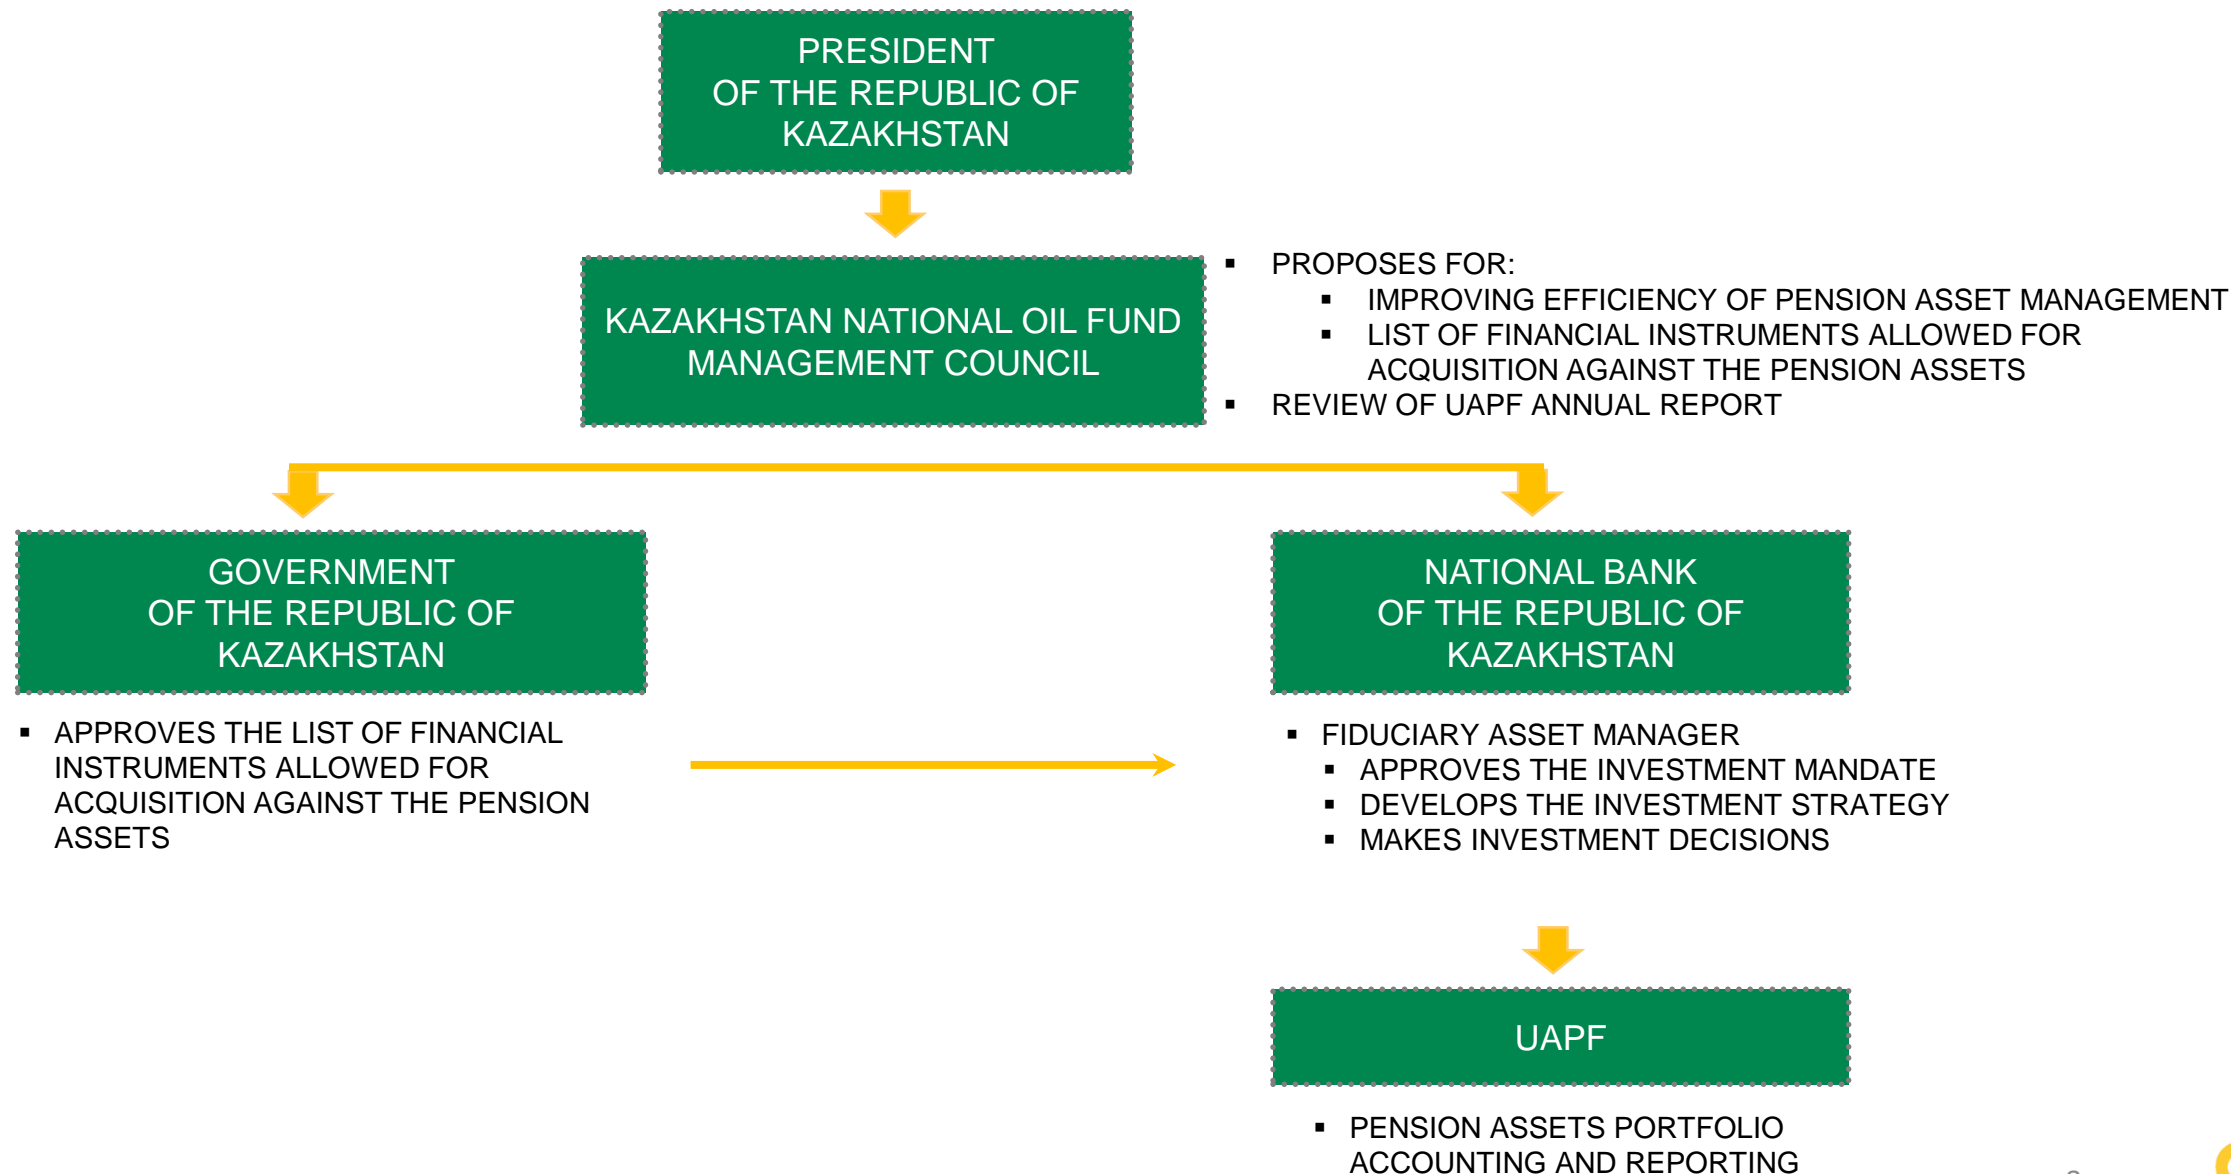 PRESIDENT
OF THE REPUBLIC OF
KAZAKHSTAN
KAZAKHSTAN NATIONAL OIL FUND
MANAGEMENT COUNCIL
▪ PROPOSES FOR:
▪ IMPROVING EFFICIENCY OF PENSION ASSET MANAGEMENT
▪ LIST OF FINANCIAL INSTRUMENTS ALLOWED FOR
ACQUISITION AGAINST THE PENSION ASSETS
▪ REVIEW OF UAPF ANNUAL REPORT
GOVERNMENT
OF THE REPUBLIC OF
KAZAKHSTAN
▪ APPROVES THE LIST OF FINANCIAL
INSTRUMENTS ALLOWED FOR
ACQUISITION AGAINST THE PENSION
ASSETS
NATIONAL BANK
OF THE REPUBLIC OF
KAZAKHSTAN
▪ FIDUCIARY ASSET MANAGER
▪ APPROVES THE INVESTMENT MANDATE
▪ DEVELOPS THE INVESTMENT STRATEGY
▪ MAKES INVESTMENT DECISIONS
UAPF
▪ PENSION ASSETS PORTFOLIO
ACCOUNTING AND REPORTING